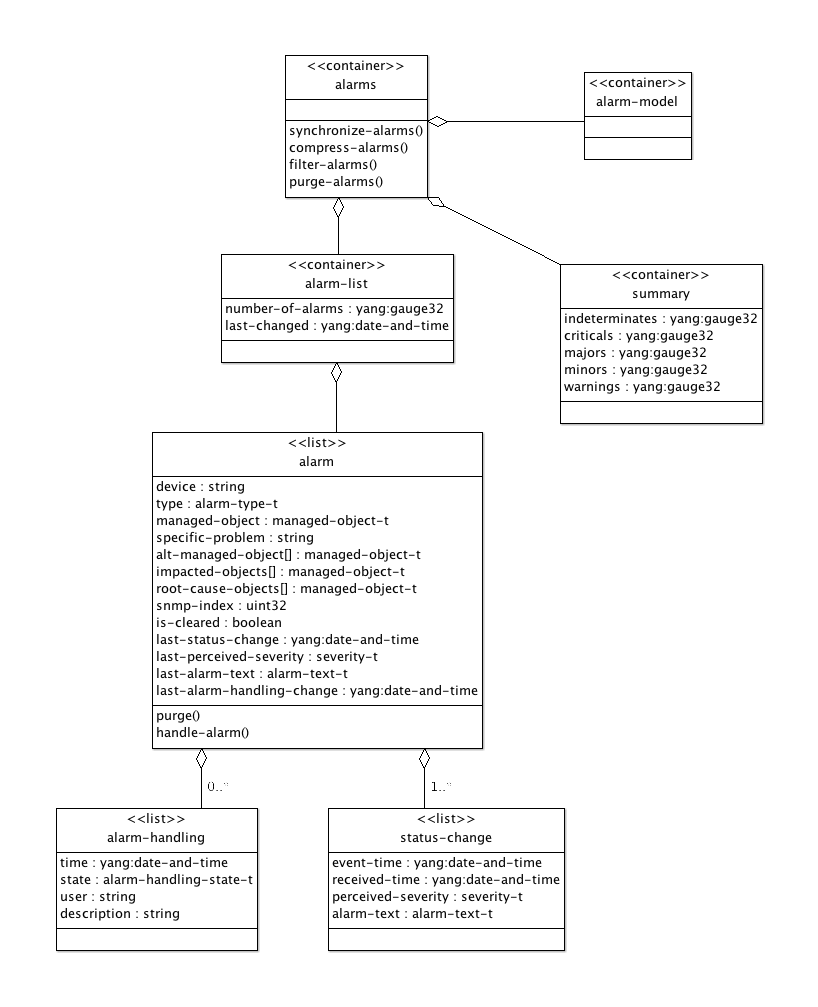 <<container>>
alarms
synchronize-alarms()
compress-alarms()
filter-alarms()
purge-alarms()
<<container>>
alarm-model
<<container>>
alarm-list
number-of-alarms : yang:gauge32
last-changed : yang:date-and-time
<<container>>
summary
indeterminates : yang:gauge32
criticals : yang:gauge32
majors : yang:gauge32
minors : yang:gauge32
warnings : yang:gauge32
<<list>>
alarm
device : string
type : alarm-type-t
managed-object : managed-object-t
specific-problem : string
alt-managed-object[] : managed-object-t
impacted-objects[] : managed-object-t
root-cause-objects[] : managed-object-t
snmp-index : uint32
is-cleared : boolean
last-status-change : yang:date-and-time
last-perceived-severity : severity-t
last-alarm-text : alarm-text-t
last-alarm-handling-change : yang:date-and-time
purge()
handle-alarm()
0..*
1..*
<<list>>
alarm-handling
time : yang:date-and-time
state : alarm-handling-state-t
user : string
description : string
<<list>>
status-change
event-time : yang:date-and-time
received-time : yang:date-and-time
perceived-severity : severity-t
alarm-text : alarm-text-t